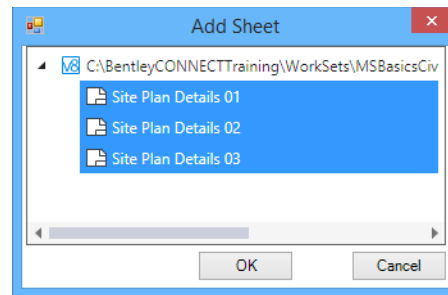 Add Sheet
V8 C:\BentleyCONNECTTraining\WorkSets\MSBasicsCiv
Site Plan Details 01
Site Plan Details 02
Site Plan Details 03
OK Cancel